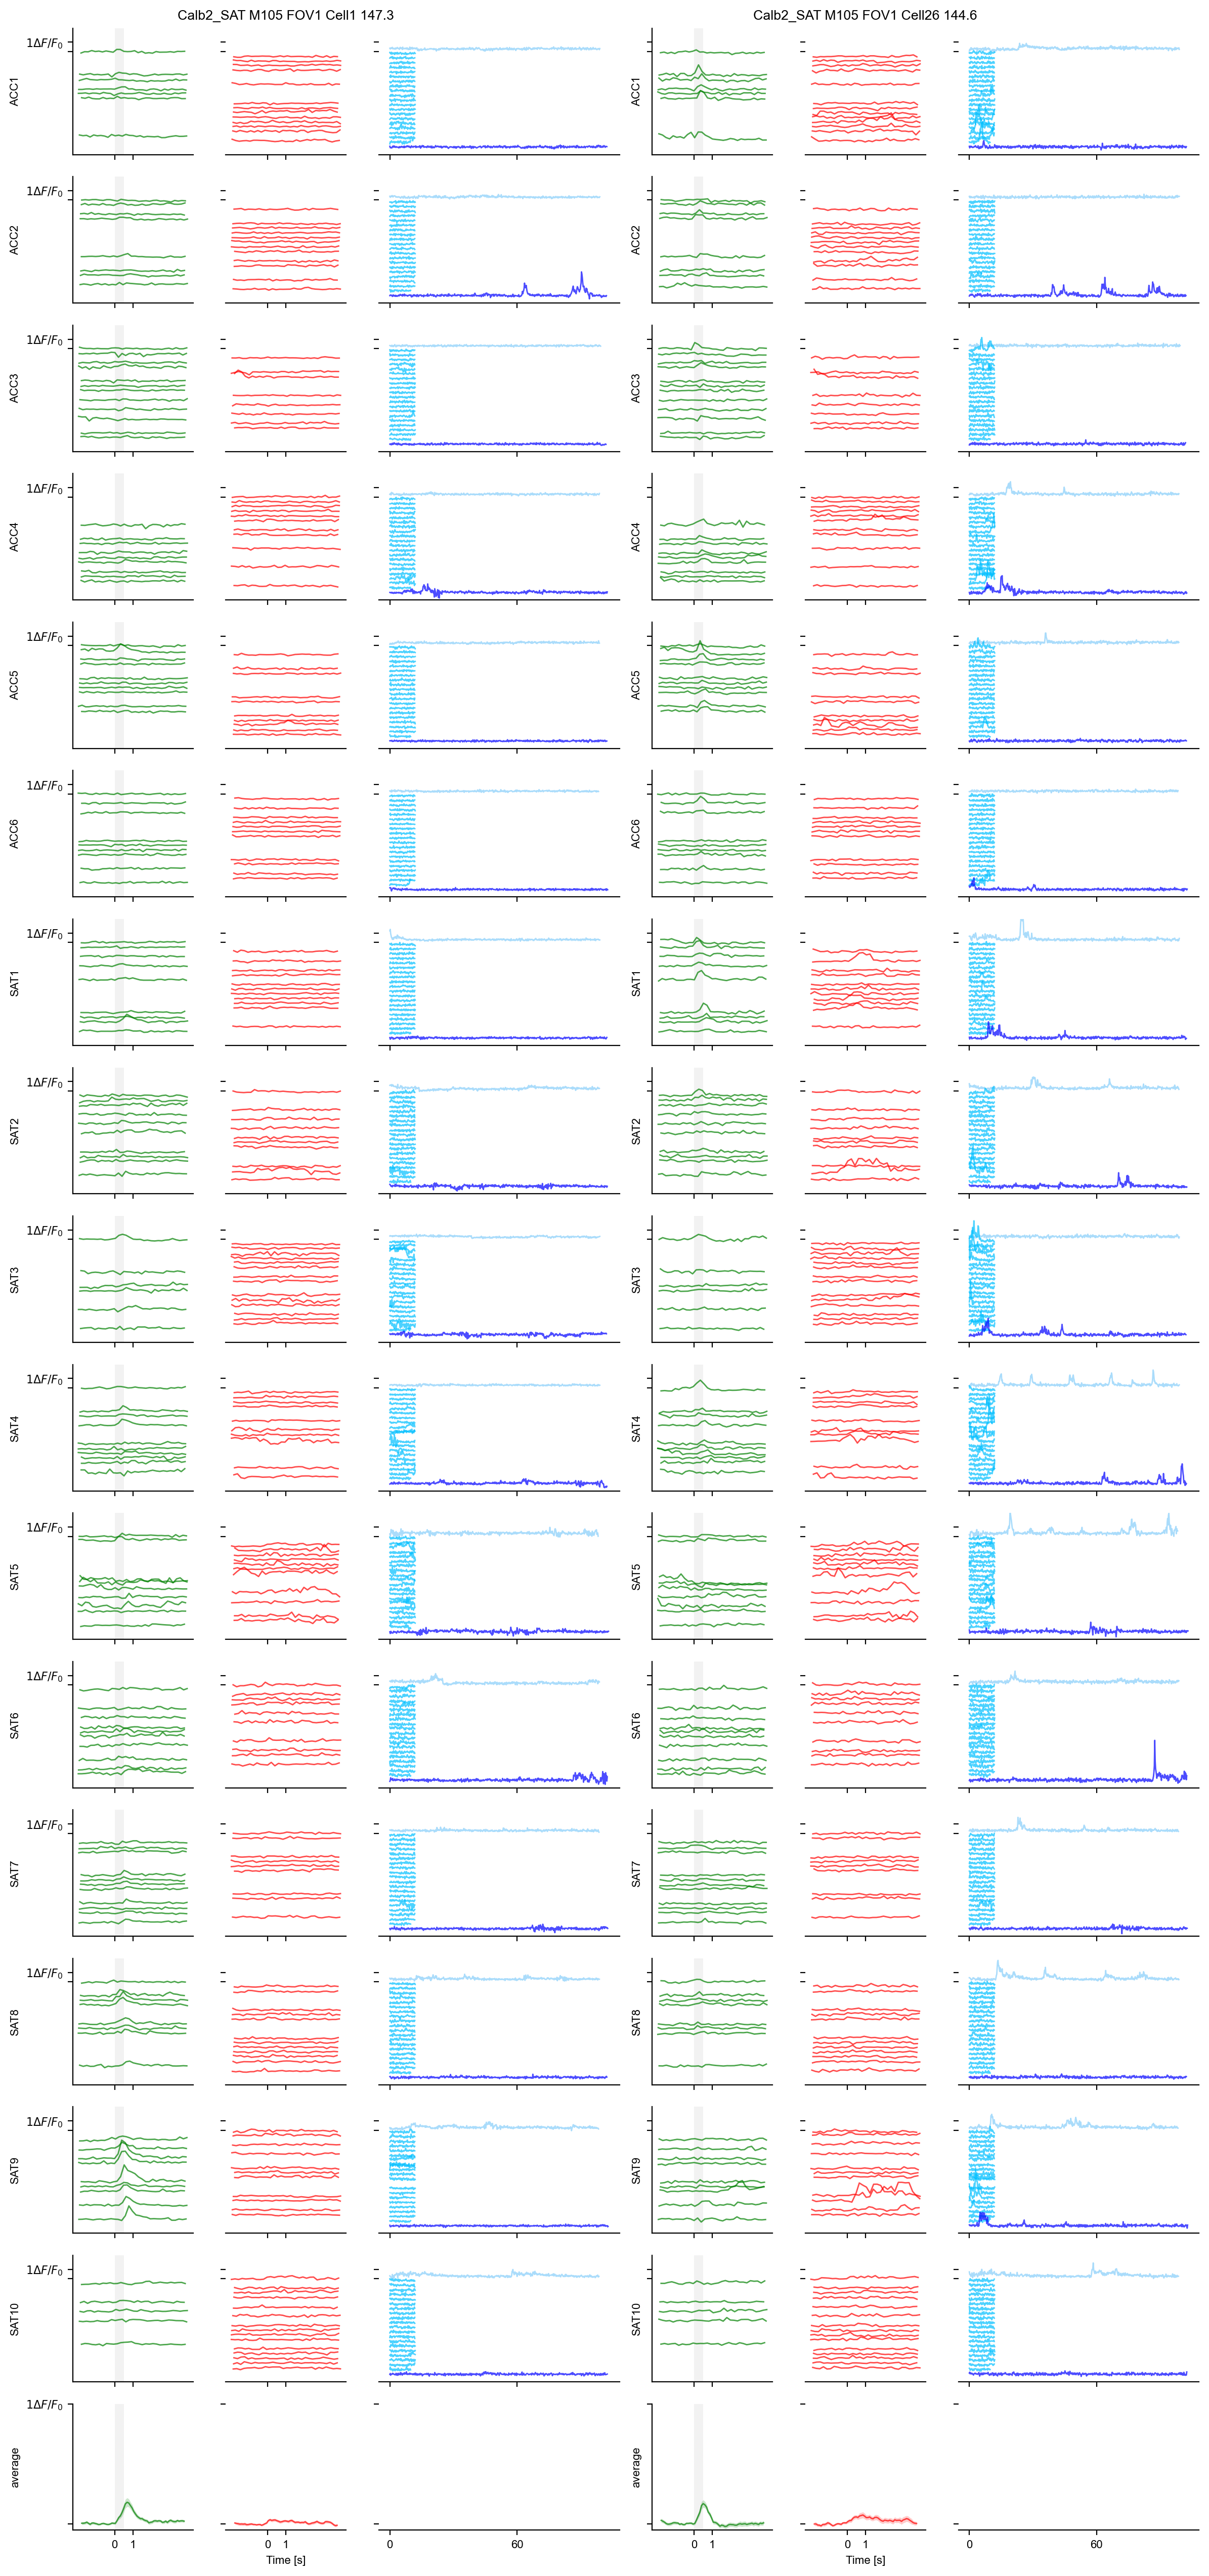 Calb2_SAT M105 FOV1 Cell1 147.3
Calb2_SAT M105 FOV1 Cell26 144.6
1ΔF/F0
ACC1
ACC1
1ΔF/F0
ACC2
ACC2
1ΔF/F0
ACC3
ACC3
1ΔF/F0
ACC4
ACC4
1ΔF/F0
ACC5
ACC5
1ΔF/F0
ACC6
ACC6
1ΔF/F0
SAT1
SAT1
1ΔF/F0
SAT2
SAT2
1ΔF/F0
SAT3
SAT3
1ΔF/F0
SAT4
SAT4
1ΔF/F0
SAT5
SAT5
1ΔF/F0
SAT6
SAT6
1ΔF/F0
SAT7
SAT7
1ΔF/F0
SAT8
SAT8
1ΔF/F0
SAT9
SAT9
1ΔF/F0
SAT10
SAT10
1ΔF/F0
average
average
0 1 0 1 0 60 0 1 0 1 0 60
Time [s]
Time [s]